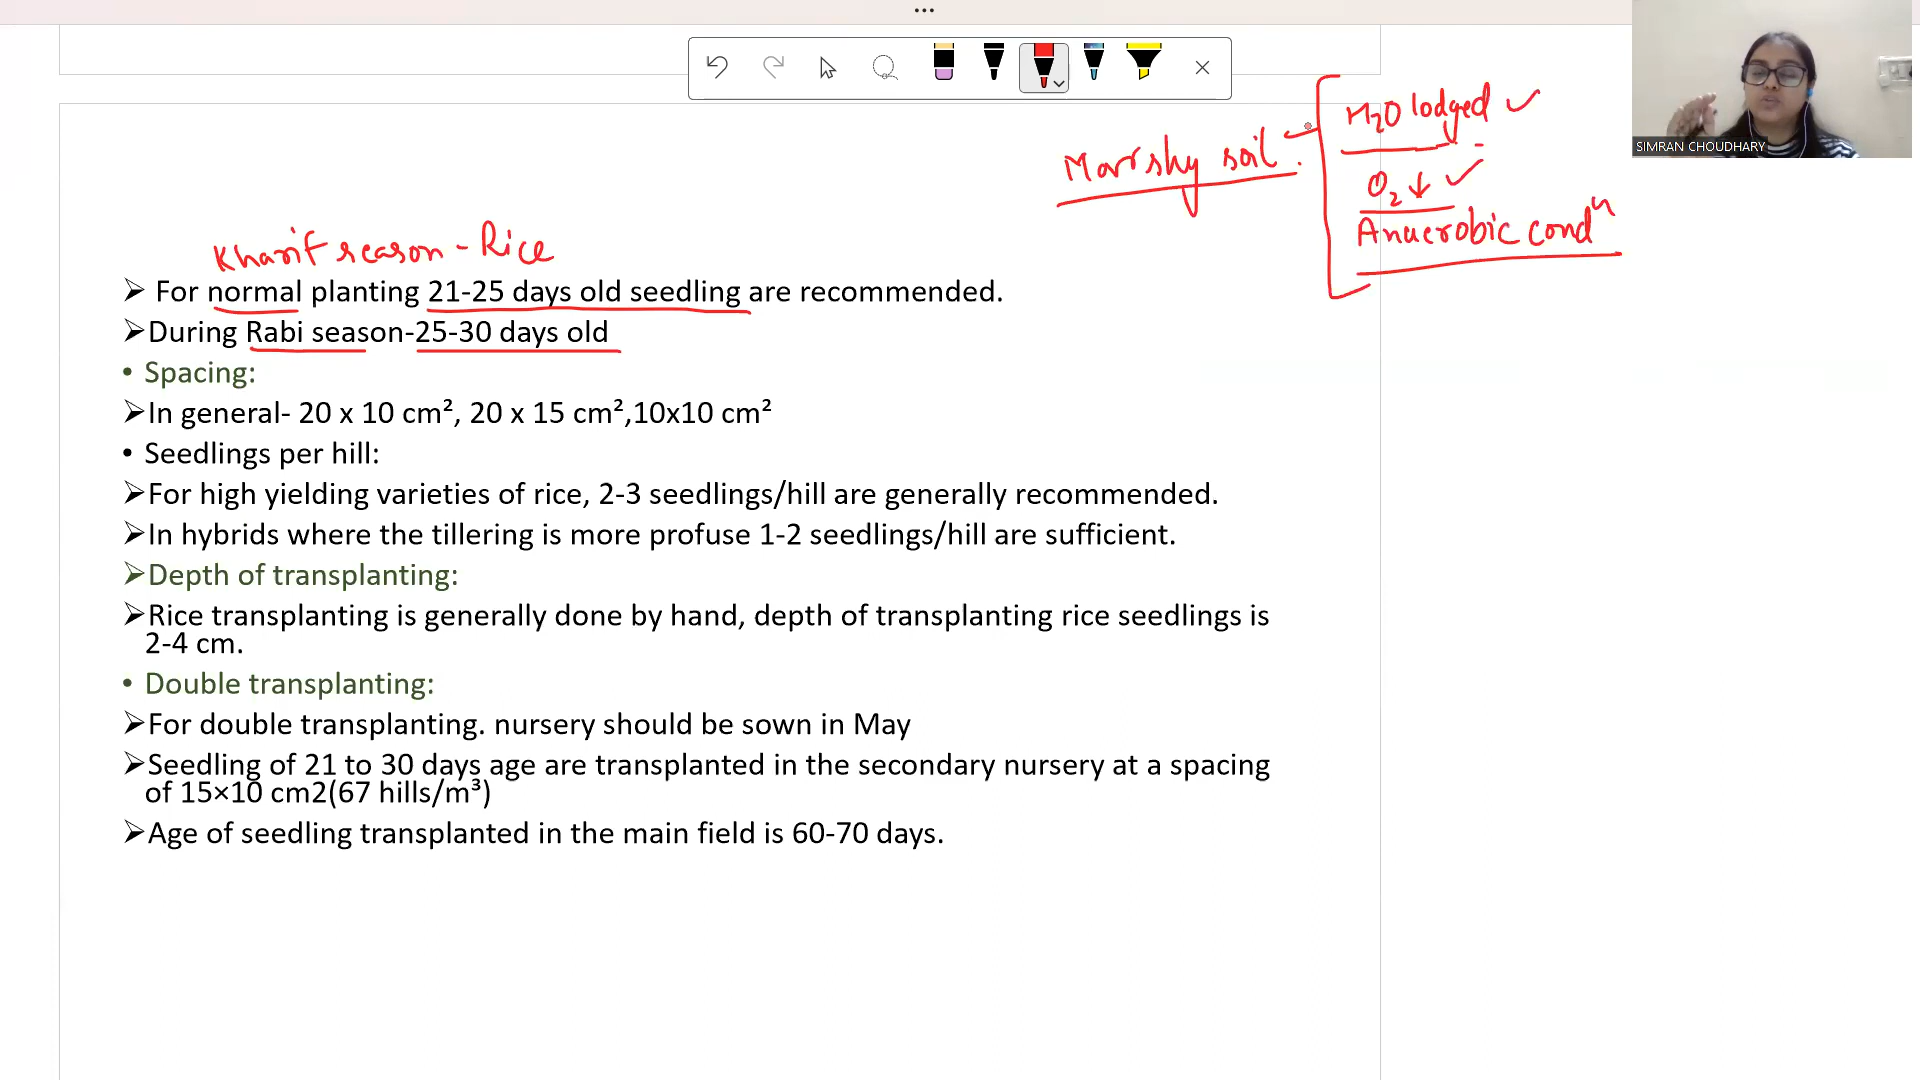 ...
SIMRAN CHOUDHARY
H₂O lodged ✓
Marshy soil.
O₂↓ ✓
Anaerobic condⁿ
Kharif season - Rice
➢ For normal planting 21-25 days old seedling are recommended.
➢During Rabi season-25-30 days old
• Spacing:
➢In general- 20 x 10 cm², 20 x 15 cm²,10x10 cm²
• Seedlings per hill:
➢For high yielding varieties of rice, 2-3 seedlings/hill are generally recommended.
➢In hybrids where the tillering is more profuse 1-2 seedlings/hill are sufficient.
➢Depth of transplanting:
➢Rice transplanting is generally done by hand, depth of transplanting rice seedlings is
2-4 cm.
• Double transplanting:
➢For double transplanting. nursery should be sown in May
➢Seedling of 21 to 30 days age are transplanted in the secondary nursery at a spacing
of 15×10 cm2(67 hills/m³)
➢Age of seedling transplanted in the main field is 60-70 days.